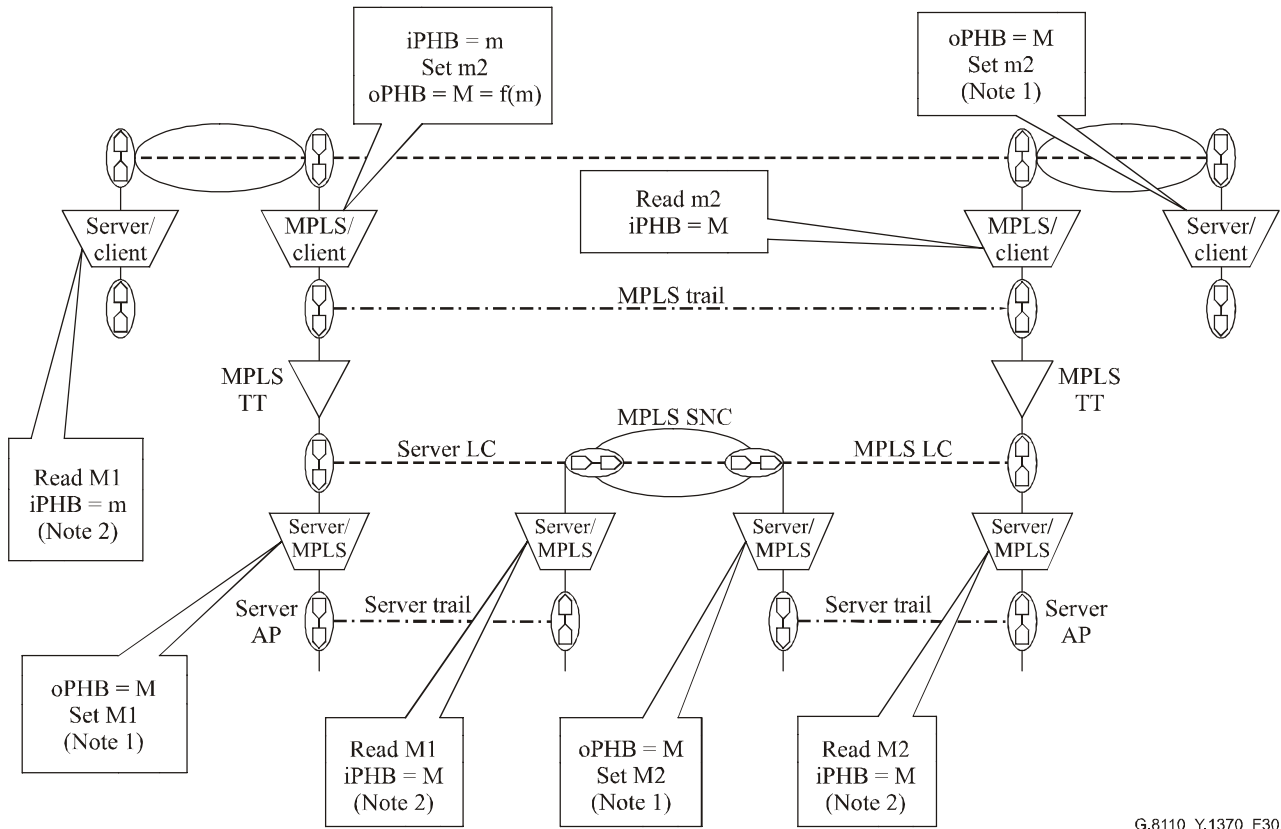 iPHB = m
Set m2
oPHB = M = f(m)
oPHB = M
Set m2
(Note 1)
Read m2
iPHB = M
Server/
client
MPLS/
client
MPLS/
client
Server/
client
MPLS trail
MPLS
TT
MPLS
TT
MPLS SNC
Server LC
MPLS LC
Read M1
iPHB = m
(Note 2)
Server/
MPLS
Server/
MPLS
Server/
MPLS
Server/
MPLS
Server
AP
Server trail
Server trail
Server
AP
oPHB = M
Set M1
(Note 1)
Read M1
iPHB = M
(Note 2)
oPHB = M
Set M2
(Note 1)
Read M2
iPHB = M
(Note 2)
G.8110_Y.1370_F30